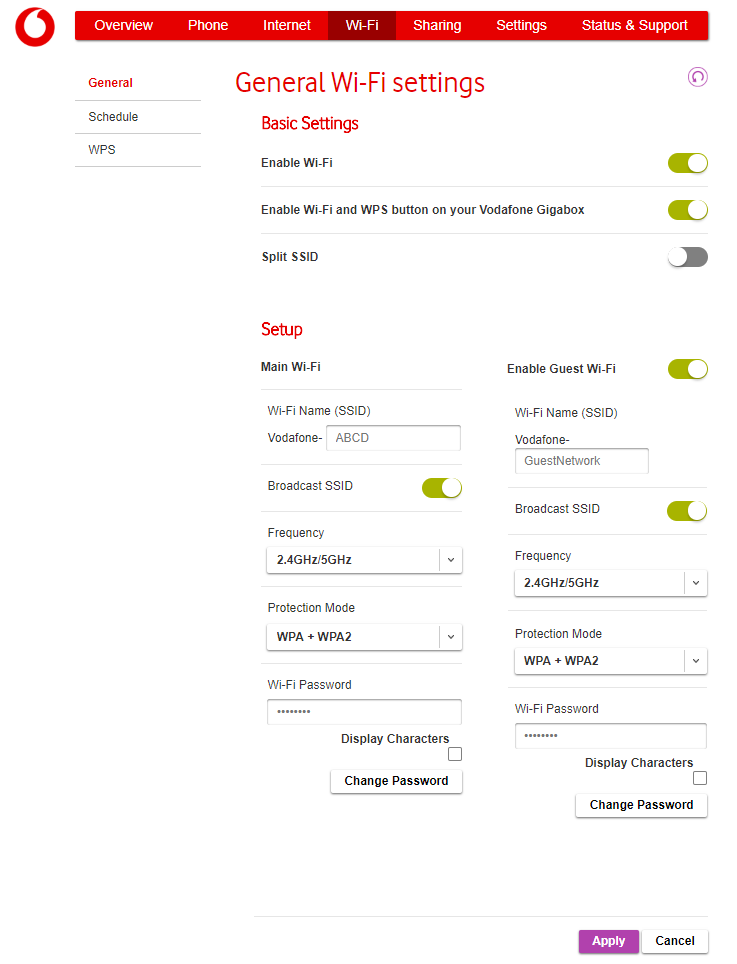 Overview Phone Internet Wi-Fi Sharing Settings Status & Support
General
Schedule
WPS
General Wi-Fi settings
Basic Settings
Enable Wi-Fi
Enable Wi-Fi and WPS button on your Vodafone Gigabox
Split SSID
Setup
Main Wi-Fi
Wi-Fi Name (SSID)
Vodafone- ABCD
Broadcast SSID
Frequency
2.4GHz/5GHz
Protection Mode
WPA + WPA2
Wi-Fi Password
••••••••
Display Characters
Change Password
Enable Guest Wi-Fi
Wi-Fi Name (SSID)
Vodafone-
GuestNetwork
Broadcast SSID
Frequency
2.4GHz/5GHz
Protection Mode
WPA + WPA2
Wi-Fi Password
••••••••
Display Characters
Change Password
Apply Cancel